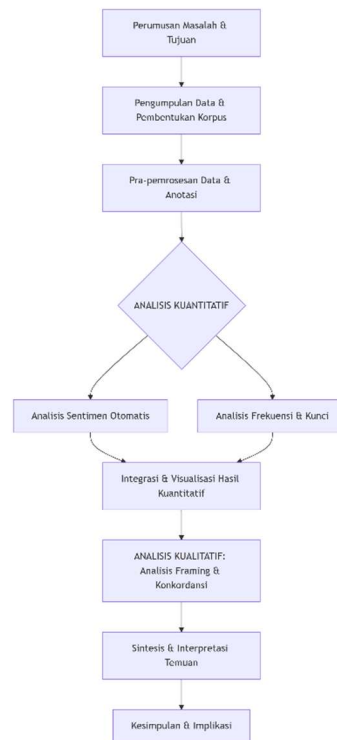 Perumusan Masalah &
Tujuan
Pengumpulan Data &
Pembentukan Korpus
Pra-pemrosesan Data &
Anotasi
ANALISIS KUANTITATIF
Analisis Sentimen Otomatis
Analisis Frekuensi & Kunci
Integrasi & Visualisasi Hasil
Kuantitatif
ANALISIS KUALITATIF:
Analisis Framing &
Konkordansi
Sintesis & Interpretasi
Temuan
Kesimpulan & Implikasi